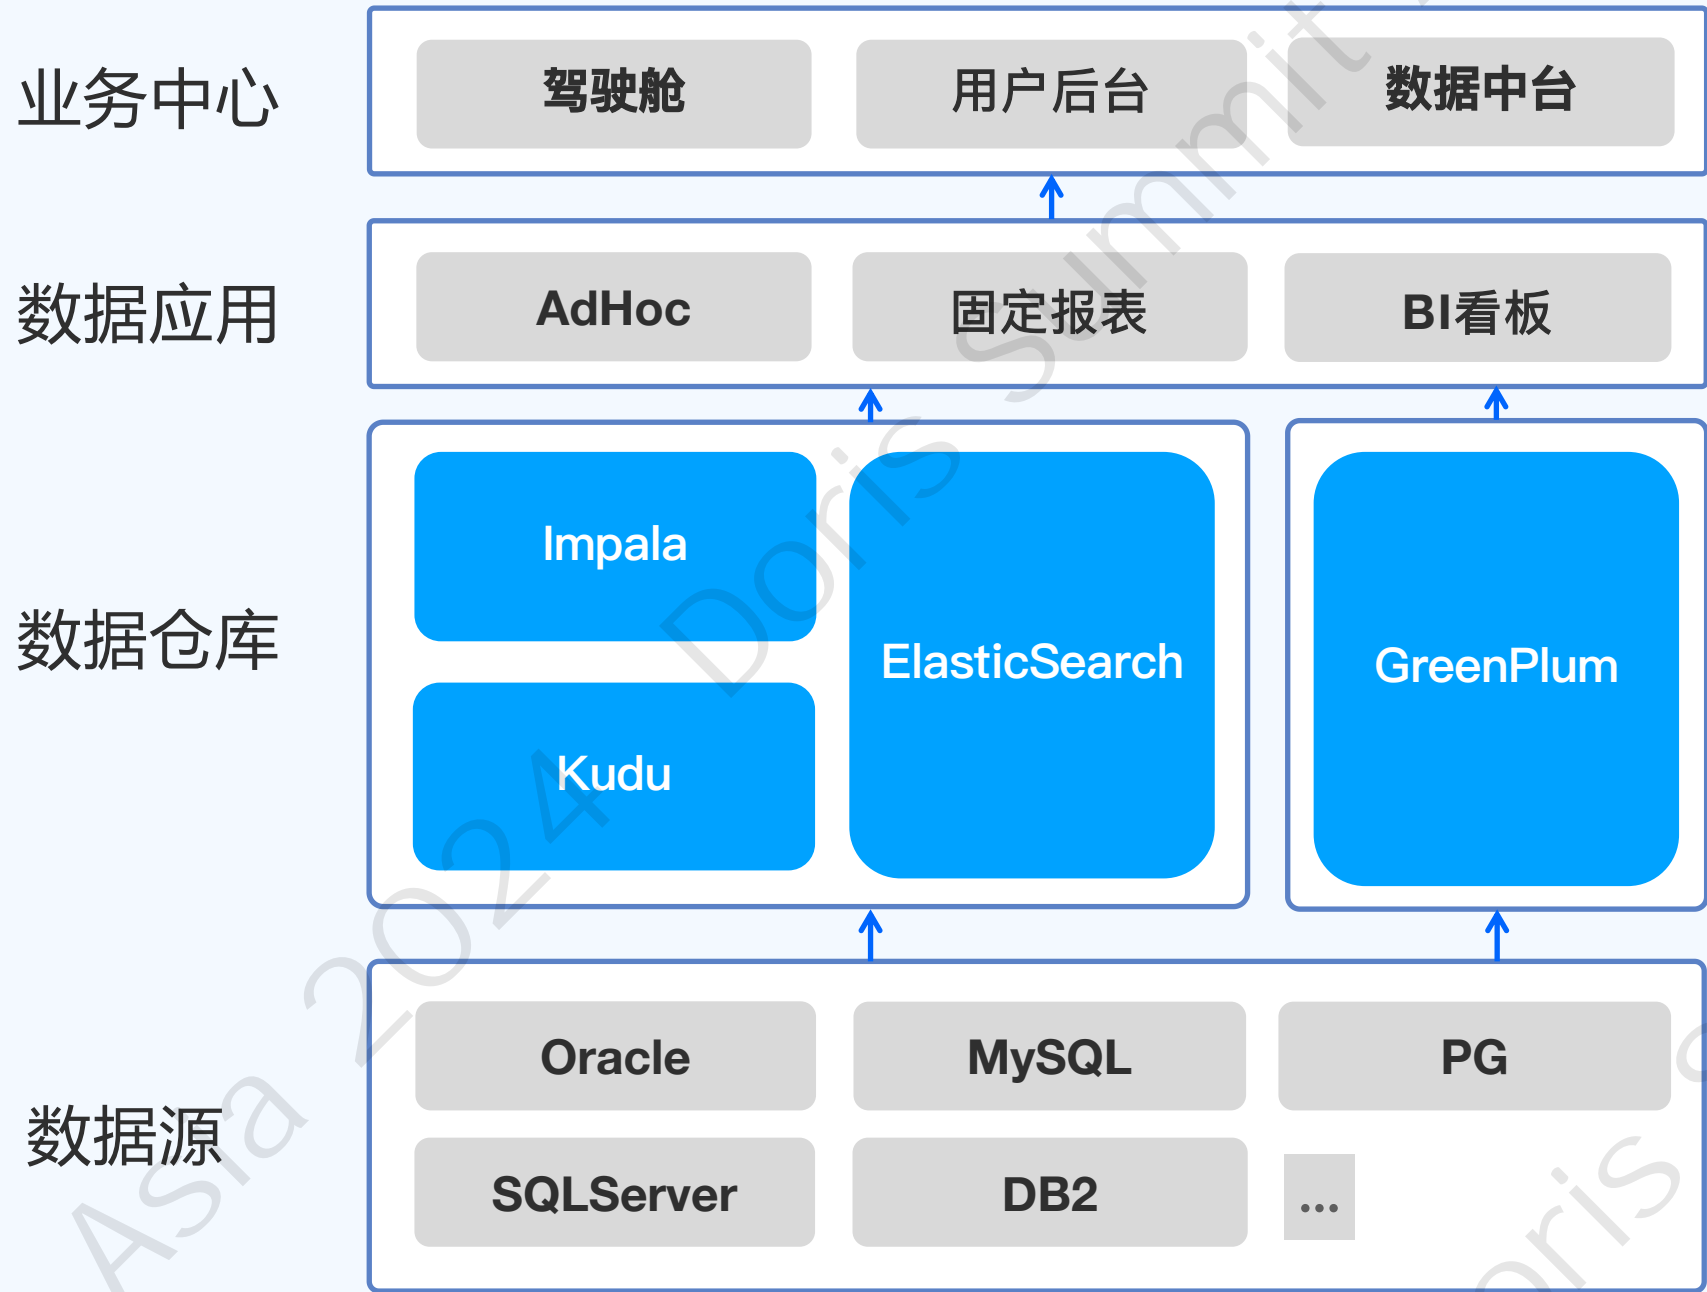 业务中心
驾驶舱
用户后台
数据中台
数据应用
AdHoc
固定报表
BI看板
数据仓库
Impala
Kudu
ElasticSearch
GreenPlum
数据源
Oracle
MySQL
PG
SQLServer
DB2
...
Asia 2024
Doris Summit
oris